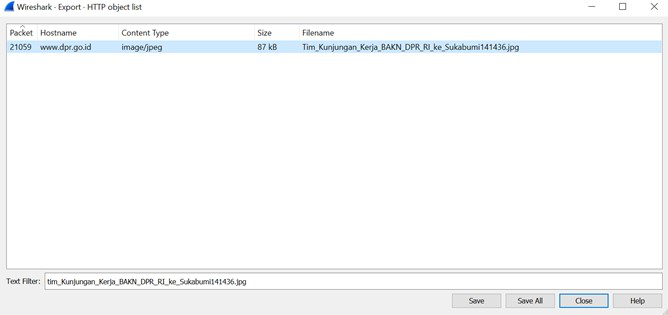 Wireshark · Export · HTTP object list
Packet Hostname Content Type Size Filename
21059 www.dpr.go.id image/jpeg 87 kB Tim_Kunjungan_Kerja_BAKN_DPR_RI_ke_Sukabumi141436.jpg
Text Filter: tim_Kunjungan_Kerja_BAKN_DPR_RI_ke_Sukabumi141436.jpg
Save Save All Close Help